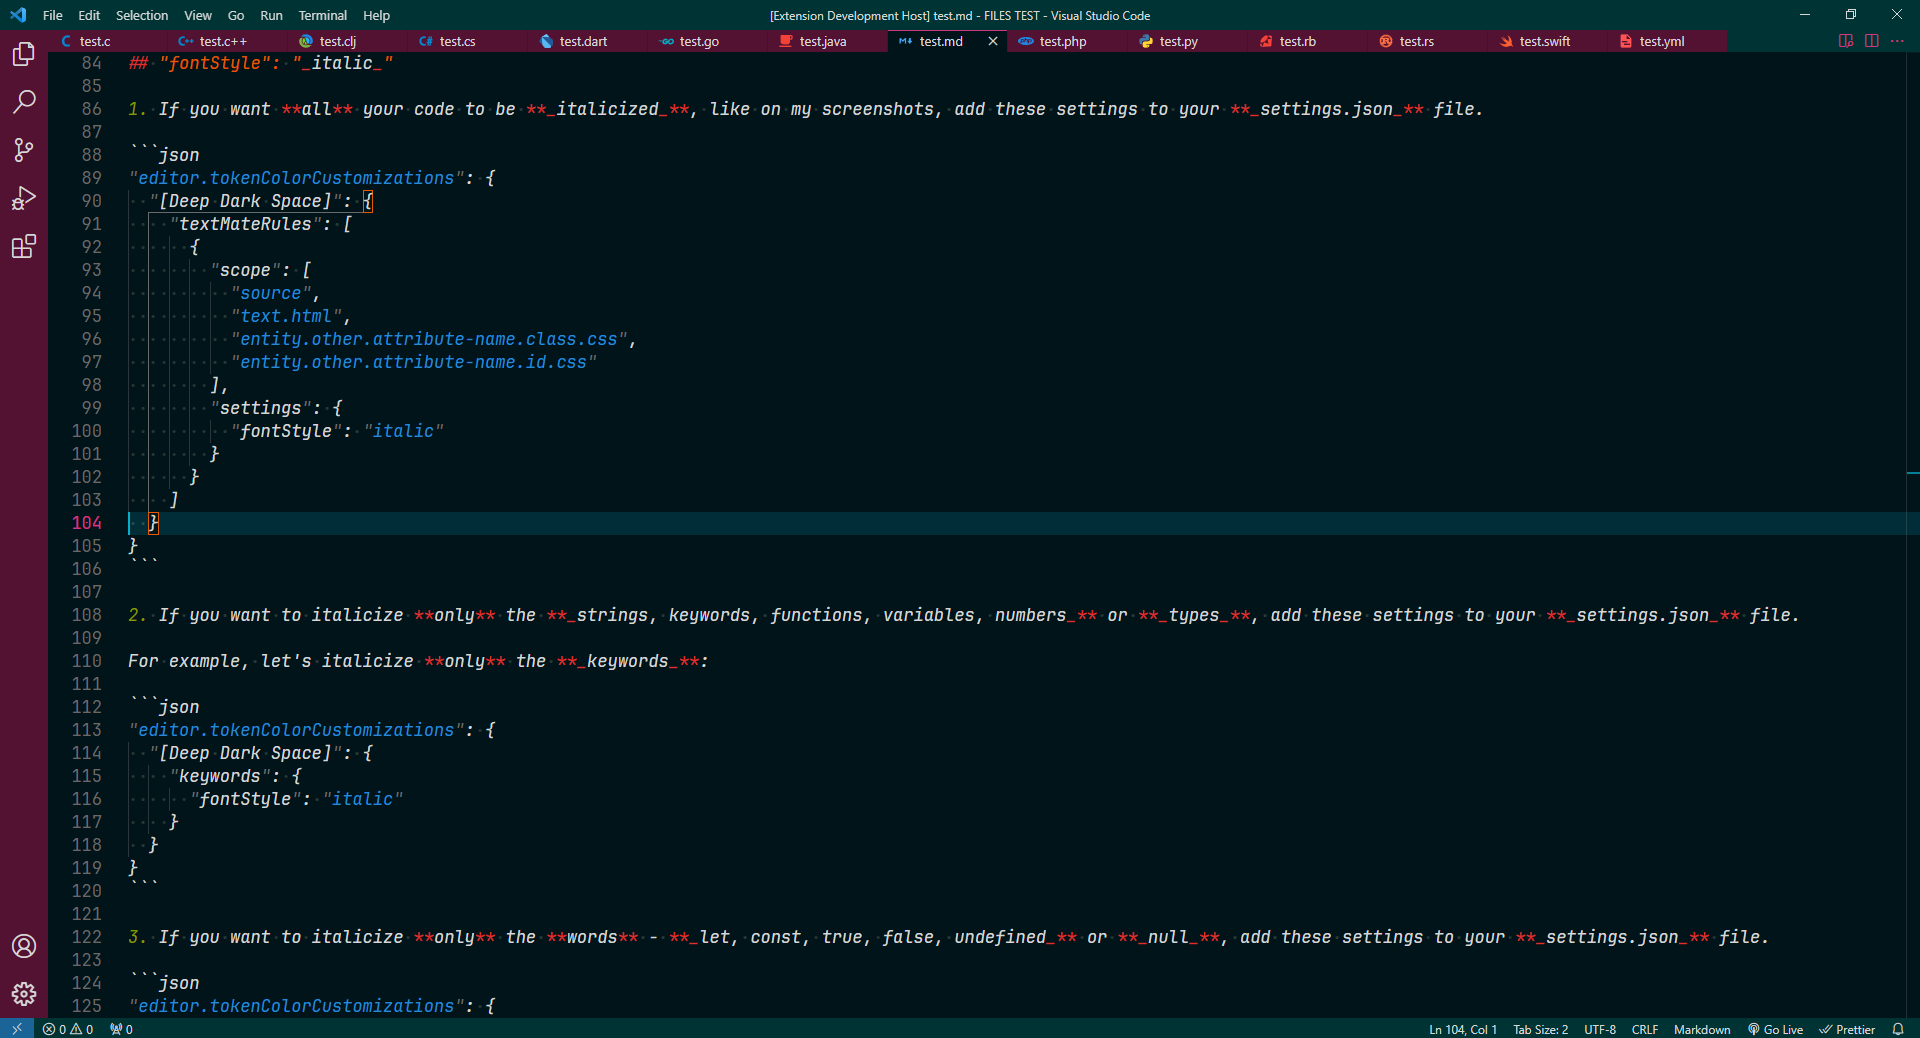 File Edit Selection View Go Run Terminal Help [Extension Development Host] test.md - FILES TEST - Visual Studio Code
test.c test.c++ test.clj test.cs test.dart test.go test.java test.md test.php test.py test.rb test.rs test.swift test.yml
84 ## "fontStyle": "_italic_"
85
86 1. If you want **all** your code to be **_italicized_**, like on my screenshots, add these settings to your **_settings.json_** file.
87
88 ```json
89 "editor.tokenColorCustomizations": {
90   "[Deep Dark Space]": {
91     "textMateRules": [
92       {
93         "scope": [
94           "source",
95           "text.html",
96           "entity.other.attribute-name.class.css",
97           "entity.other.attribute-name.id.css"
98         ],
99         "settings": {
100           "fontStyle": "italic"
101         }
102       }
103     ]
104   }
105 }
106 ```
107
108 2. If you want to italicize **only** the **_strings, keywords, functions, variables, numbers_** or **_types_**, add these settings to your **_settings.json_** file.
109
110 For example, let's italicize **only** the **_keywords_**:
111
112 ```json
113 "editor.tokenColorCustomizations": {
114   "[Deep Dark Space]": {
115     "keywords": {
116       "fontStyle": "italic"
117     }
118   }
119 }
120 ```
121
122 3. If you want to italicize **only** the **words** - **_let, const, true, false, undefined_** or **_null_**, add these settings to your **_settings.json_** file.
123
124 ```json
125 "editor.tokenColorCustomizations": {
0 0 0 Ln 104, Col 1 Tab Size: 2 UTF-8 CRLF Markdown Go Live Prettier